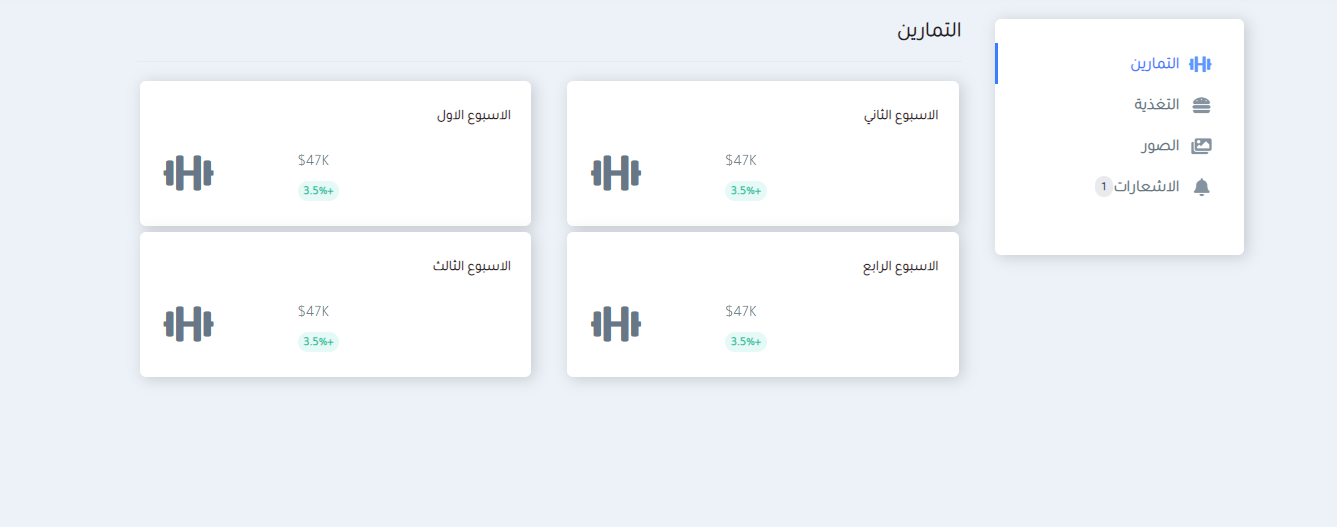 التمارين
التغذية
الصور
الاشعارات 1
التمارين
الاسبوع الثاني
$47K
3.5%+
الاسبوع الاول
$47K
3.5%+
الاسبوع الرابع
$47K
3.5%+
الاسبوع الثالث
$47K
3.5%+